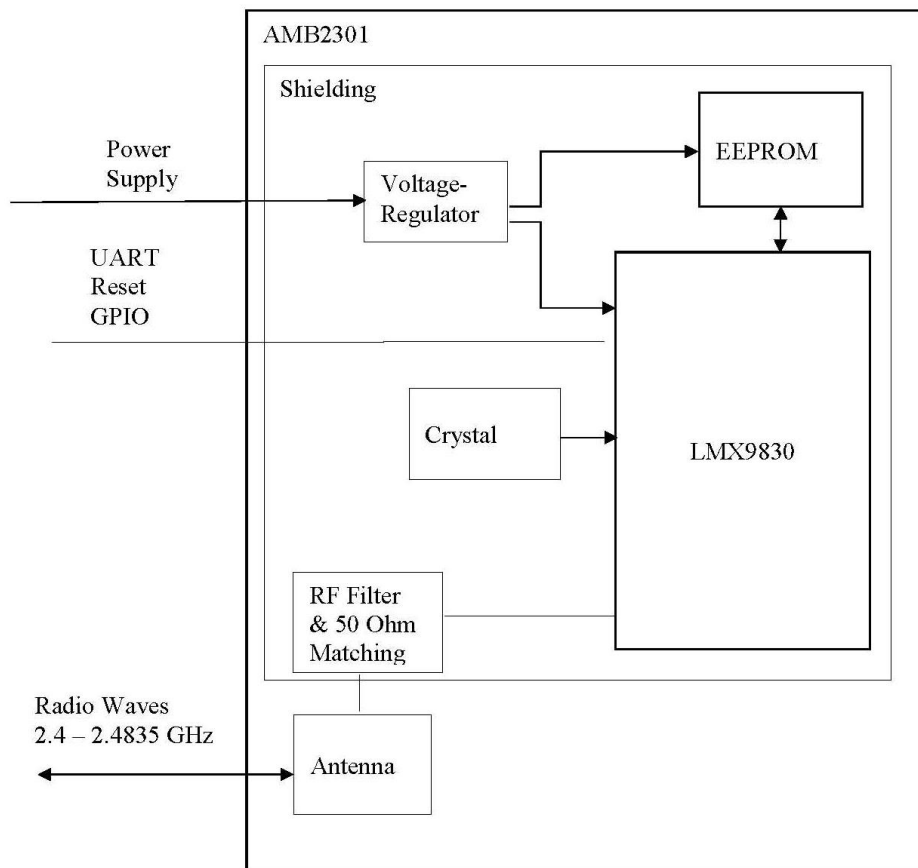 AMB2301
Shielding
Power
Supply
Voltage-
Regulator
EEPROM
UART
Reset
GPIO
Crystal
LMX9830
RF Filter
& 50 Ohm
Matching
Radio Waves
2.4 – 2.4835 GHz
Antenna